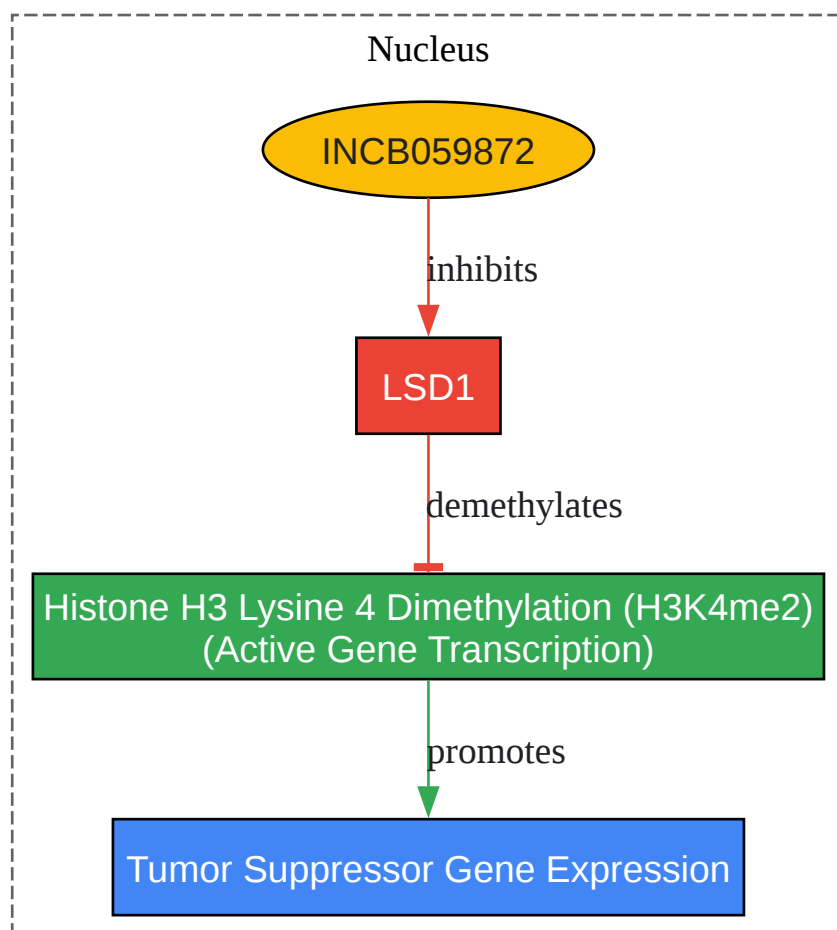 Nucleus
INCB059872
inhibits
LSD1
demethylates
Histone H3 Lysine 4 Dimethylation (H3K4me2)
(Active Gene Transcription)
promotes
Tumor Suppressor Gene Expression